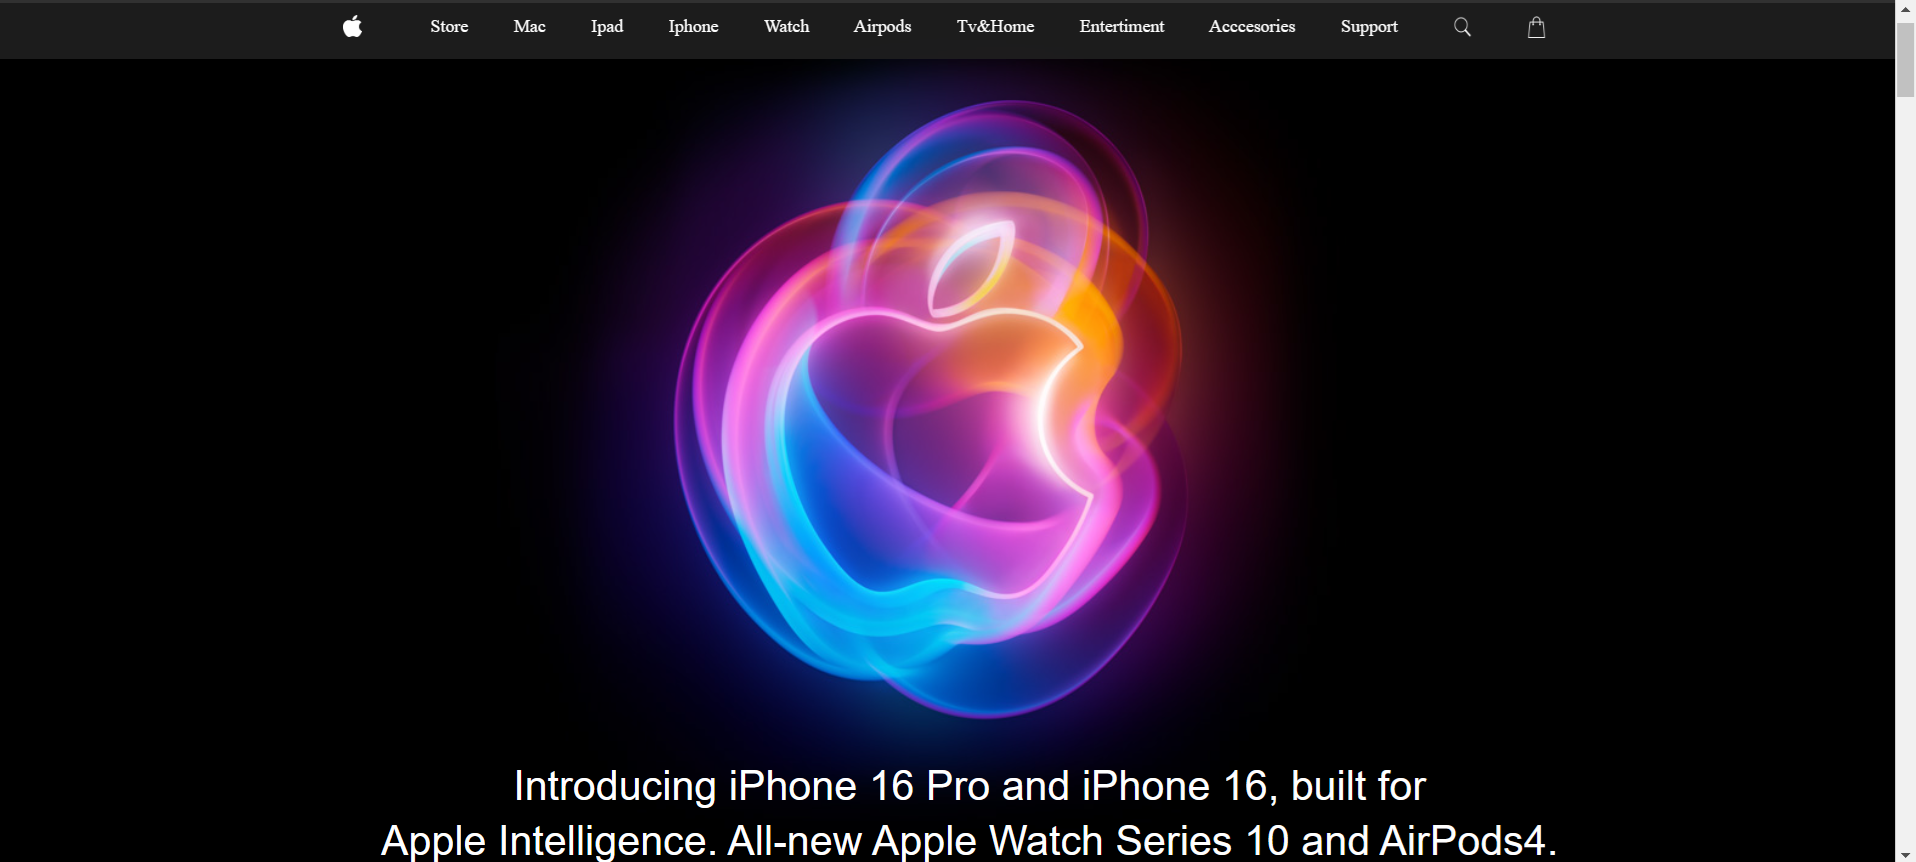 Store Mac Ipad Iphone Watch Airpods Tv&Home Entertiment Acccesories Support
Introducing iPhone 16 Pro and iPhone 16, built for
Apple Intelligence. All-new Apple Watch Series 10 and AirPods4.